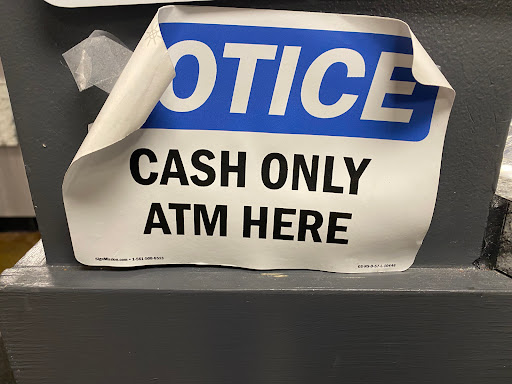 OTICE
CASH ONLY
ATM HERE